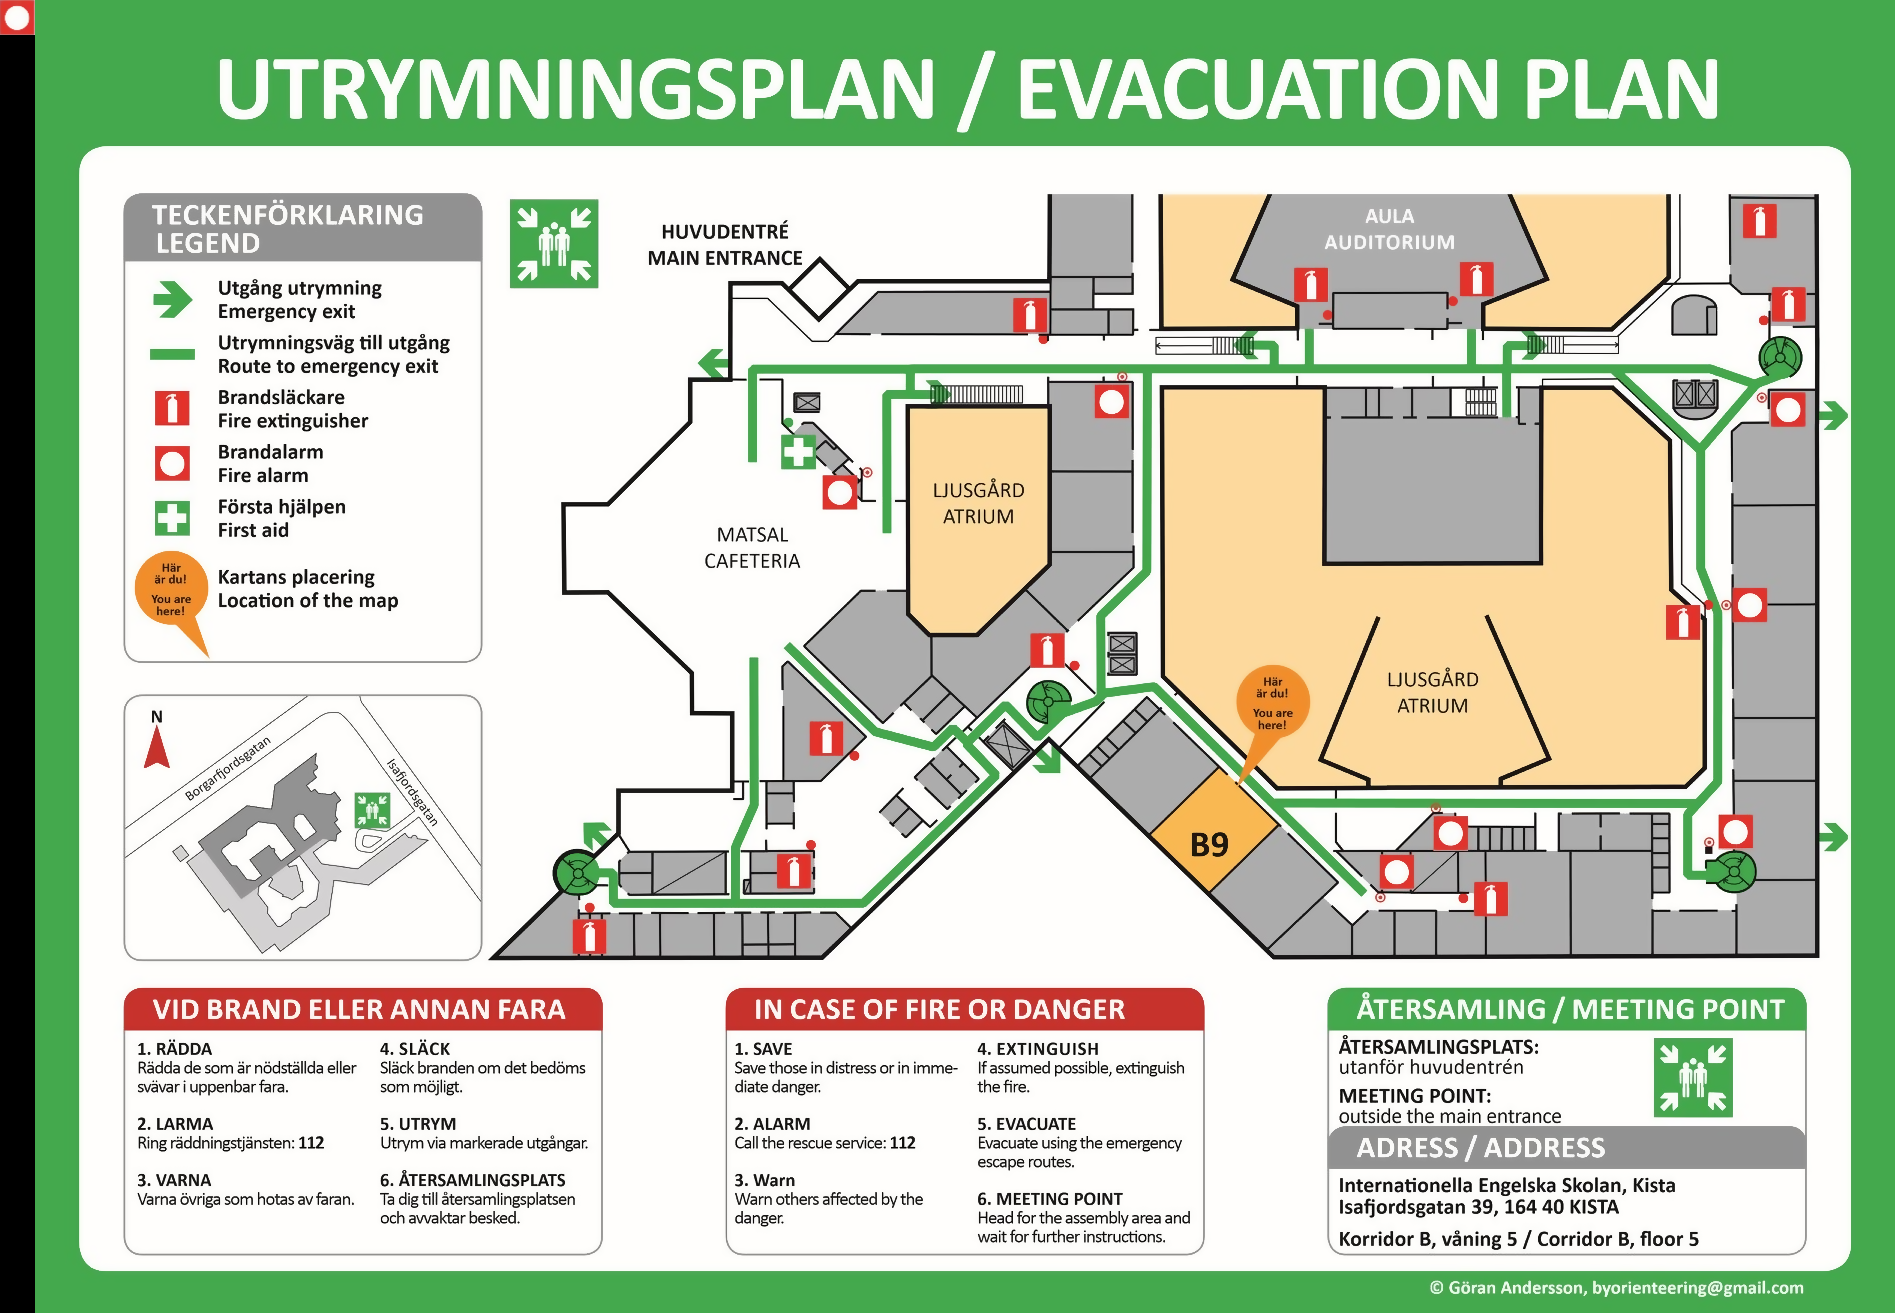 UTRYMNINGSPLAN / EVACUATION PLAN
TECKENFÖRKLARING
LEGEND
Utgång utrymning
Emergency exit
Utrymningsväg till utgång
Route to emergency exit
Brandsläckare
Fire extinguisher
Brandalarm
Fire alarm
Första hjälpen
First aid
Här
är du!
You are
here!
Kartans placering
Location of the map
N
Borgarfjordsgatan
Isafjordsgatan
HUVUDENTRÉ
MAIN ENTRANCE
AULA
AUDITORIUM
MATSAL
CAFETERIA
LJUSGÅRD
ATRIUM
LJUSGÅRD
ATRIUM
Här
är du!
You are
here!
B9
VID BRAND ELLER ANNAN FARA
1. RÄDDA
Rädda de som är nödställda eller
svävar i uppenbar fara.
2. LARMA
Ring räddningstjänsten: 112
3. VARNA
Varna övriga som hotas av faran.
4. SLÄCK
Släck branden om det bedöms
som möjligt.
5. UTRYM
Utrym via markerade utgångar.
6. ÅTERSAMLINGSPLATS
Ta dig till återsamlingsplatsen
och avvaktar besked.
IN CASE OF FIRE OR DANGER
1. SAVE
Save those in distress or in imme-
diate danger.
2. ALARM
Call the rescue service: 112
3. Warn
Warn others affected by the
danger.
4. EXTINGUISH
If assumed possible, extinguish
the fire.
5. EVACUATE
Evacuate using the emergency
escape routes.
6. MEETING POINT
Head for the assembly area and
wait for further instructions.
ÅTERSAMLING / MEETING POINT
ÅTERSAMLINGSPLATS:
utanför huvudentrén
MEETING POINT:
outside the main entrance
ADRESS / ADDRESS
Internationella Engelska Skolan, Kista
Isafjordsgatan 39, 164 40 KISTA
Korridor B, våning 5 / Corridor B, floor 5
© Göran Andersson, byorienteering@gmail.com